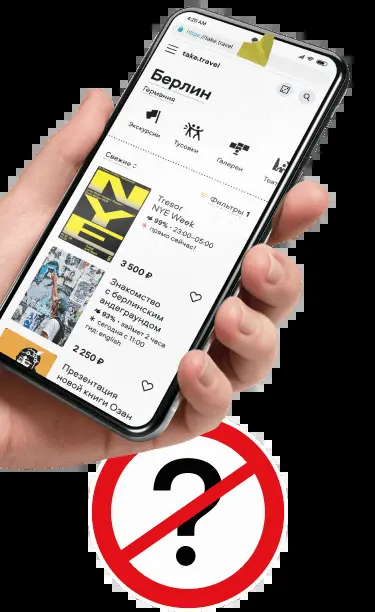 4:20 AM
https://take.travel
take.travel
Берлин
Германия
Экскурсии
Тусовки
Галереи
Теат
Свежие
Фильтры 1
NYE
Tresor
NYE Week
99% · 23:00–05:00
прямо сейчас!
3 500 ₽
Знакомство
с берлинским
андеграундом
93% · займет 2 часа
сегодня с 11:00
гид: english
2 250 ₽
Презентация
новой книги Озан
?